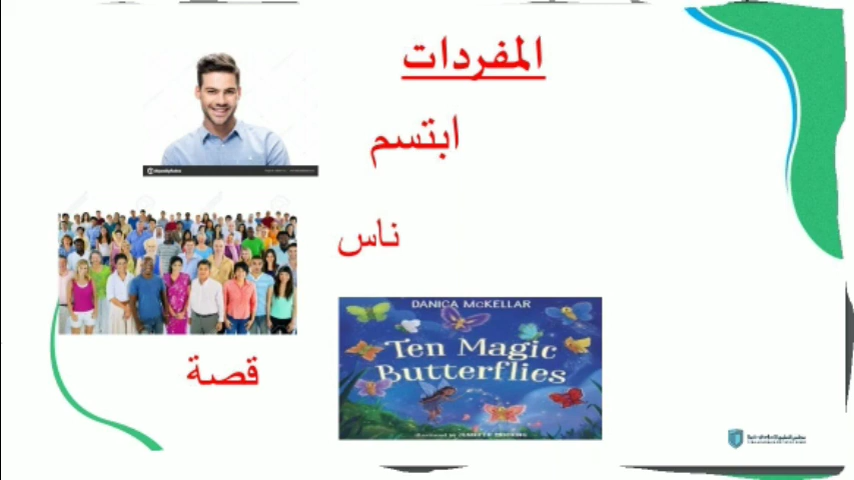 المفردات
ابتسم
ناس
DANICA McKELLAR
Ten Magic
Butterflies
قصة